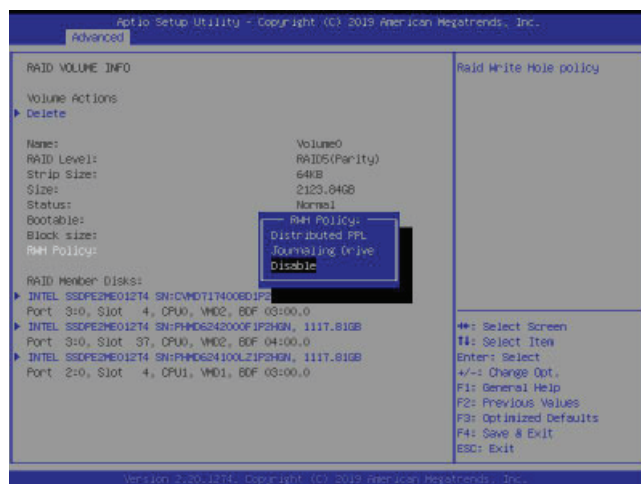 Aptio Setup Utility - Copyright (C) 2019 American Megatrends, Inc.
Advanced
RAID VOLUME INFO
Volume Actions
Delete
Name: Volume0
RAID Level: RAID5(Parity)
Strip Size: 64KB
Size: 2123.84GB
Status: Normal
Bootable:
Block size:
RWH Policy:
RWH Policy:
Distributed PPL
Journaling Drive
Disable
RAID Member Disks:
INTEL SSDPE2ME012T4
Port 3:0, Slot 4, CPU0, VMD2, BDF 03:00.0
INTEL SSDPE2ME012T4 1117.81GB
Port 3:0, Slot 37, CPU0, VMD2, BDF 04:00.0
INTEL SSDPE2ME012T4 1117.81GB
Port 2:0, Slot 4, CPU1, VMD1, BDF 03:00.0
Raid Write Hole policy
: Select Screen
: Select Item
Enter: Select
+/-: Change Opt.
F1: General Help
F2: Previous Values
F3: Optimized Defaults
F4: Save & Exit
ESC: Exit
Version 2.20.1274. Copyright (C) 2019 American Megatrends, Inc.